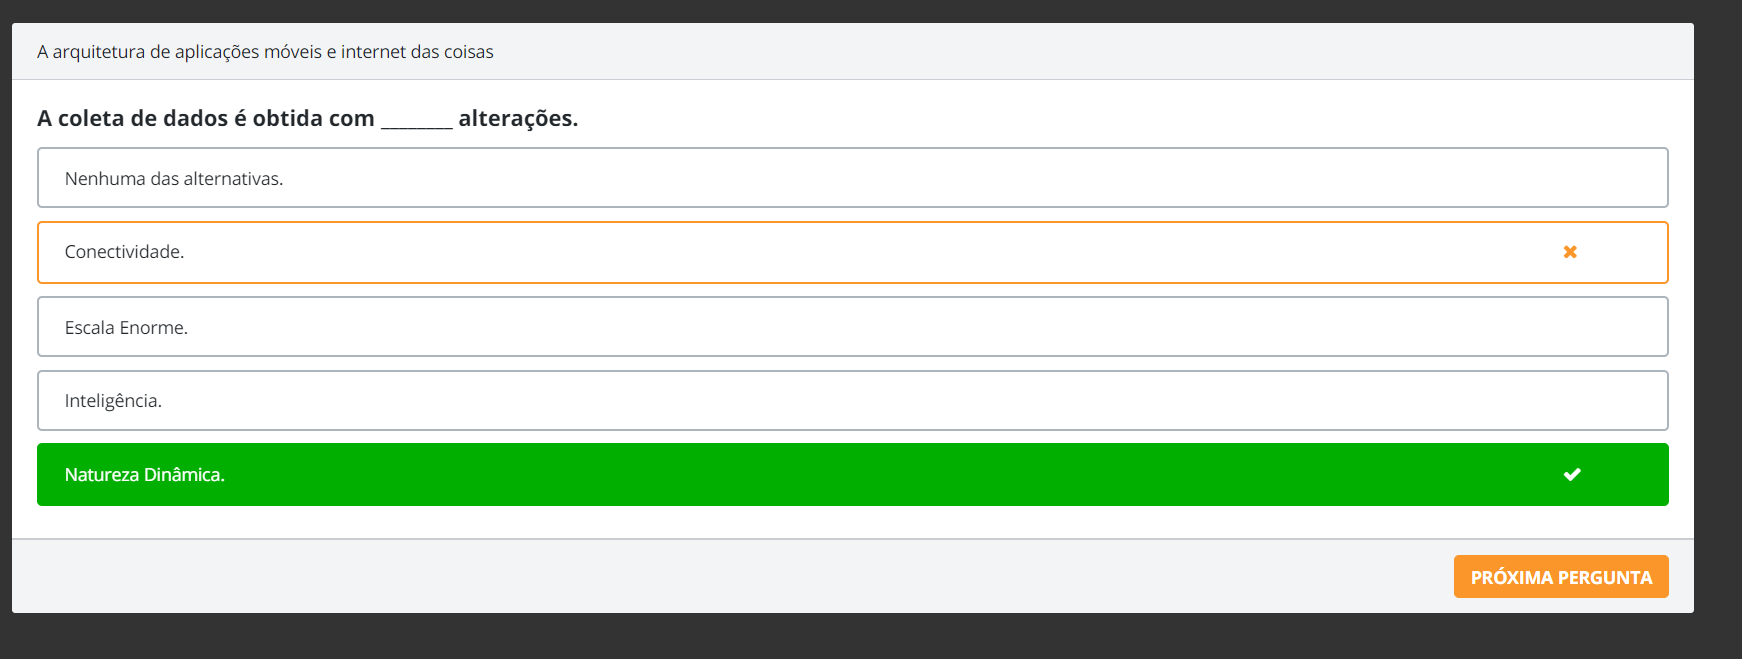 A arquitetura de aplicações móveis e internet das coisas
A coleta de dados é obtida com ________ alterações.
Nenhuma das alternativas.
Conectividade.
Escala Enorme.
Inteligência.
Natureza Dinâmica.
PRÓXIMA PERGUNTA